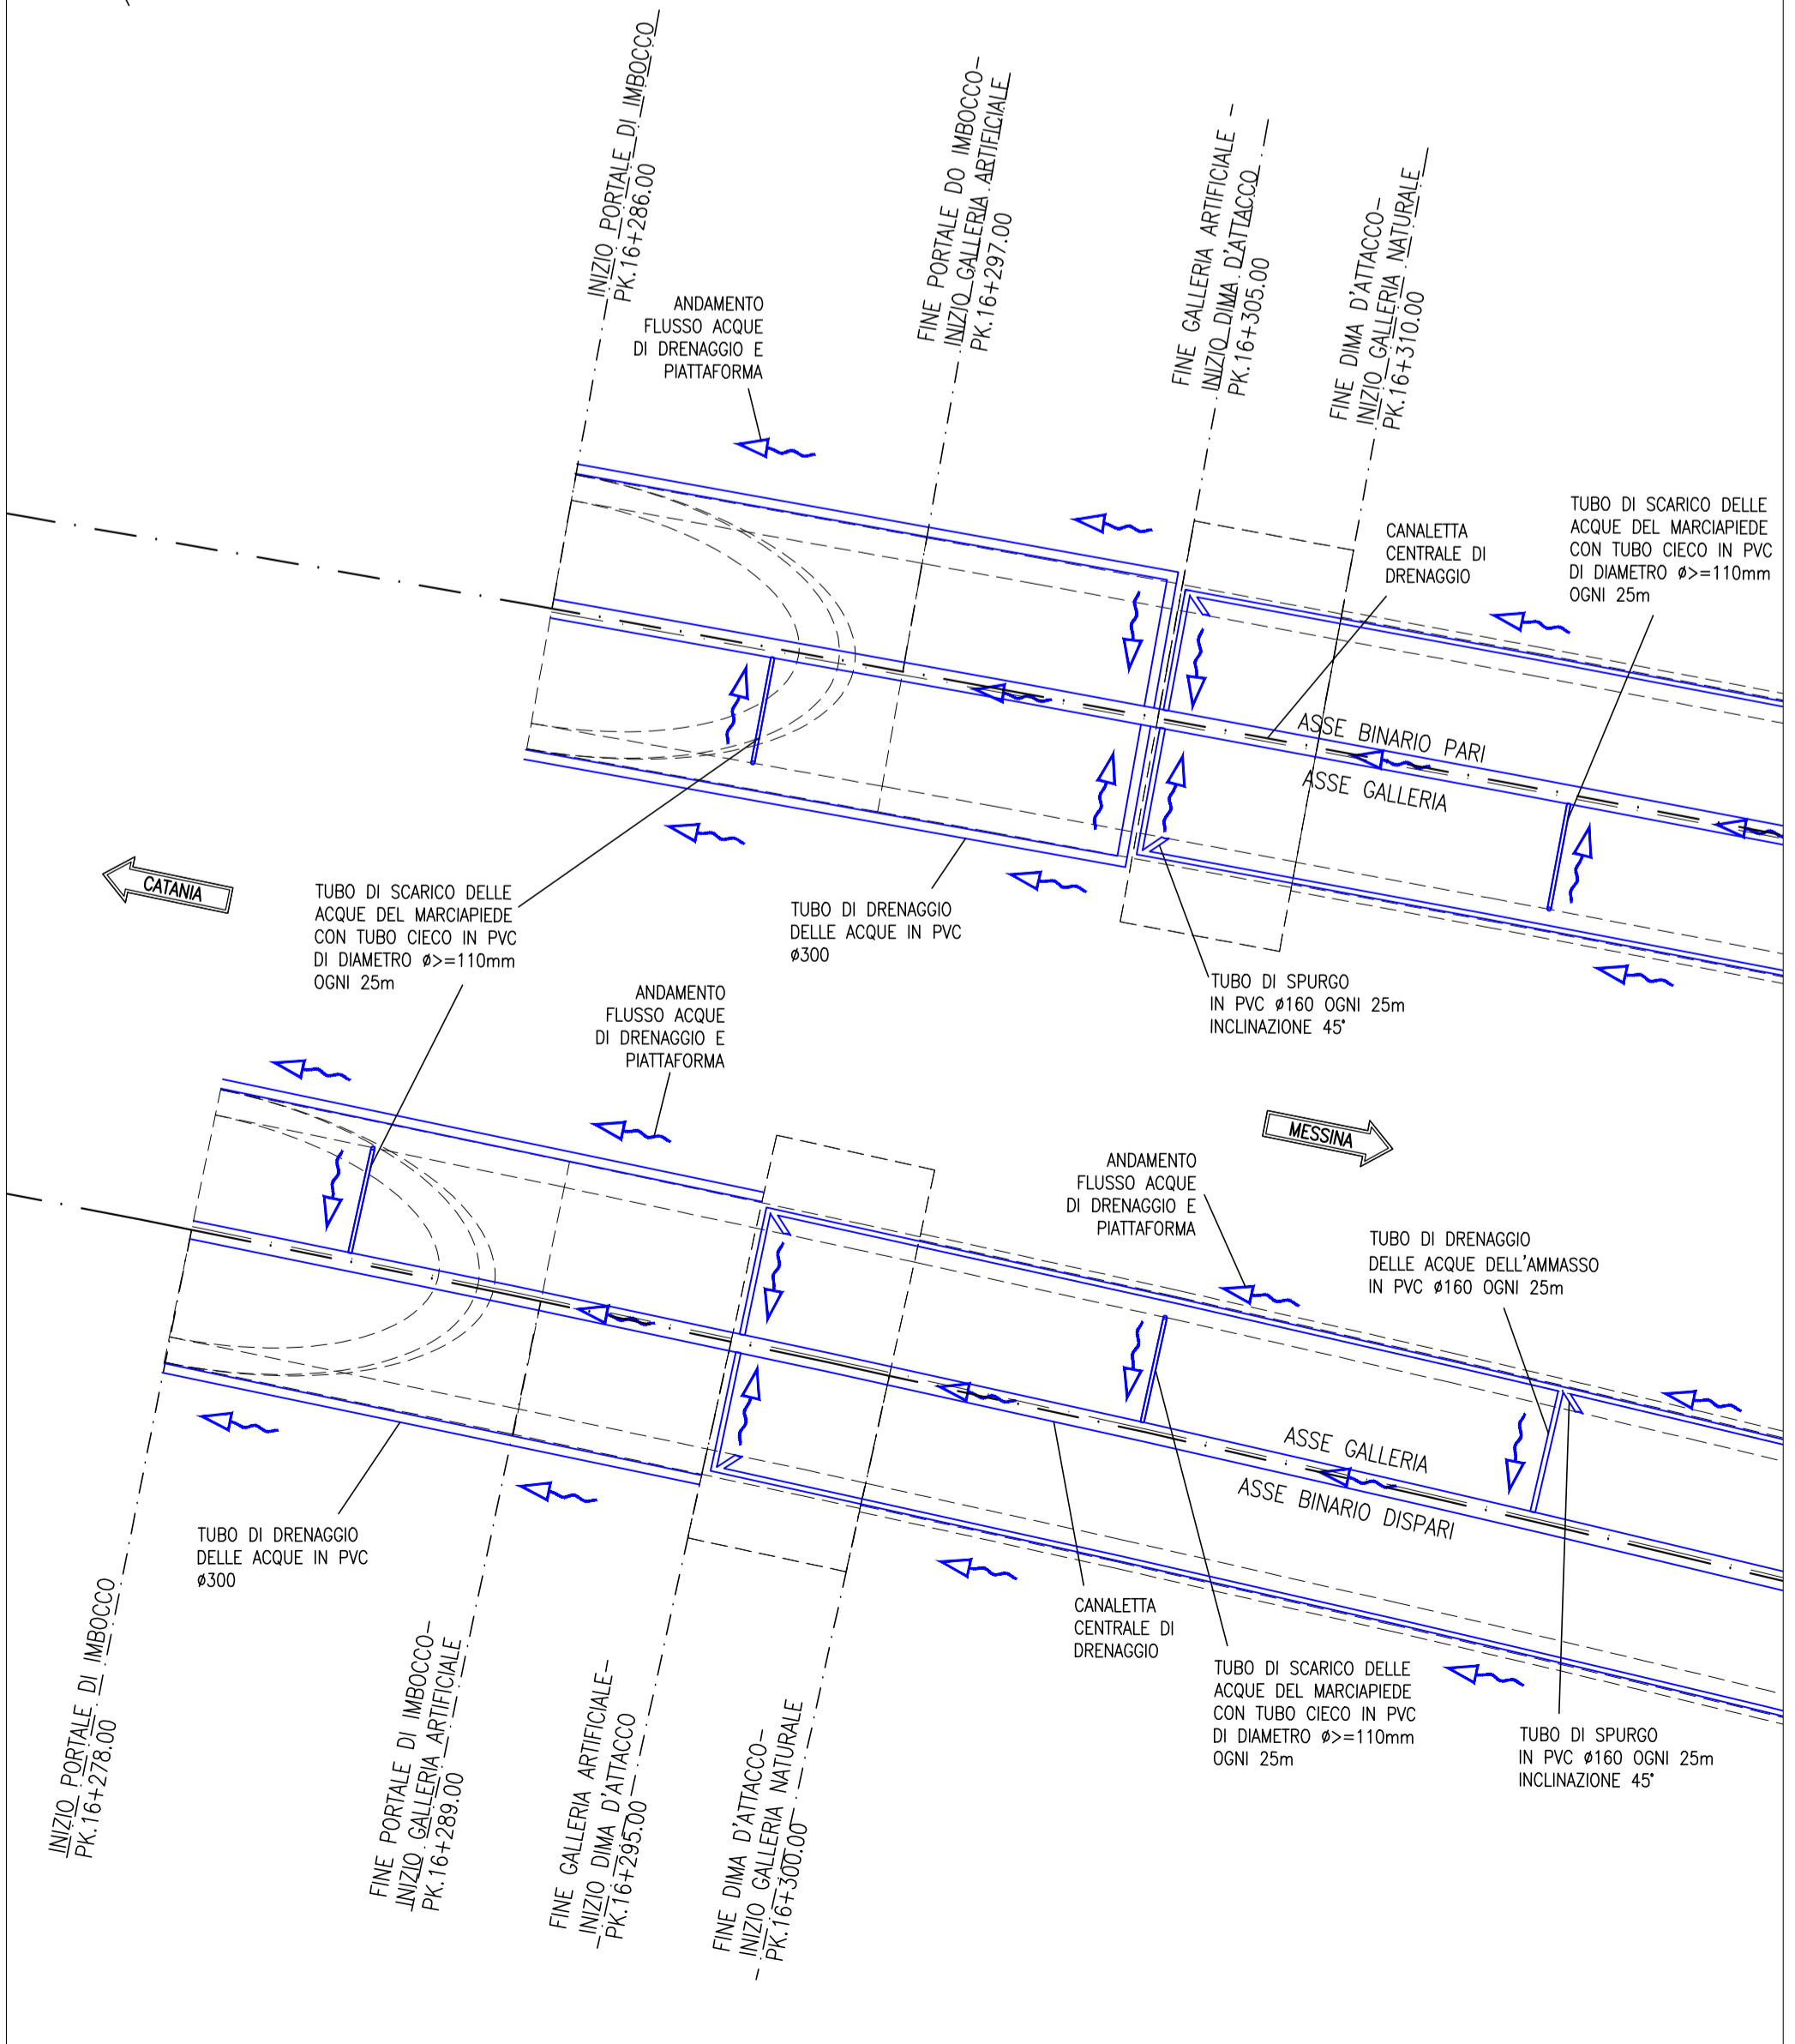 INIZIO PORTALE DI IMBOCCO
PK.16+286.00
FINE PORTALE DO IMBOCCO-
INIZIO GALLERIA ARTIFICIALE
PK.16+297.00
FINE GALLERIA ARTIFICIALE -
INIZIO DIMA D'ATTACCO
PK.16+305.00
FINE DIMA D'ATTACCO-
INIZIO GALLERIA NATURALE
PK.16+310.00
ANDAMENTO
FLUSSO ACQUE
DI DRENAGGIO E
PIATTAFORMA
CANALETTA
CENTRALE DI
DRENAGGIO
TUBO DI SCARICO DELLE
ACQUE DEL MARCIAPIEDE
CON TUBO CIECO IN PVC
DI DIAMETRO ø>=110mm
OGNI 25m
ASSE BINARIO PARI
ASSE GALLERIA
CATANIA
TUBO DI SCARICO DELLE
ACQUE DEL MARCIAPIEDE
CON TUBO CIECO IN PVC
DI DIAMETRO ø>=110mm
OGNI 25m
TUBO DI DRENAGGIO
DELLE ACQUE IN PVC
ø300
TUBO DI SPURGO
IN PVC ø160 OGNI 25m
INCLINAZIONE 45°
ANDAMENTO
FLUSSO ACQUE
DI DRENAGGIO E
PIATTAFORMA
MESSINA
ANDAMENTO
FLUSSO ACQUE
DI DRENAGGIO E
PIATTAFORMA
TUBO DI DRENAGGIO
DELLE ACQUE DELL'AMMASSO
IN PVC ø160 OGNI 25m
ASSE GALLERIA
ASSE BINARIO DISPARI
TUBO DI DRENAGGIO
DELLE ACQUE IN PVC
ø300
CANALETTA
CENTRALE DI
DRENAGGIO
TUBO DI SCARICO DELLE
ACQUE DEL MARCIAPIEDE
CON TUBO CIECO IN PVC
DI DIAMETRO ø>=110mm
OGNI 25m
TUBO DI SPURGO
IN PVC ø160 OGNI 25m
INCLINAZIONE 45°
INIZIO PORTALE DI IMBOCCO
PK.16+278.00
FINE PORTALE DI IMBOCCO-
INIZIO GALLERIA ARTIFICIALE
PK.16+289.00
FINE GALLERIA ARTIFICIALE-
INIZIO DIMA D'ATTACCO
PK.16+295.00
FINE DIMA D'ATTACCO-
INIZIO GALLERIA NATURALE
PK.16+300.00